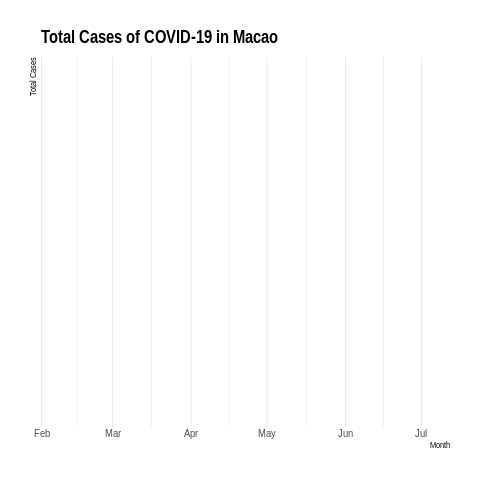 Total Cases of COVID-19 in Macao
Total Cases
Feb Mar Apr May Jun Jul
Month